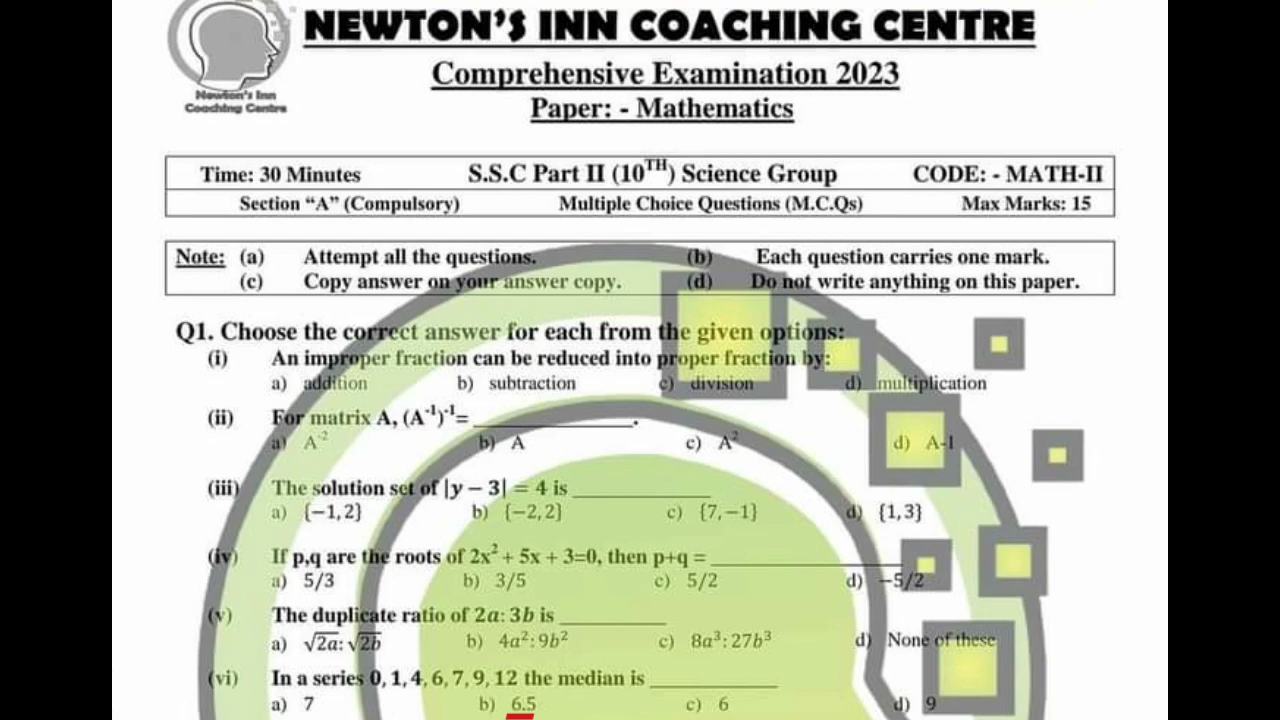 NEWTON'S INN COACHING CENTRE
Newton's Inn
Coaching Centre
Comprehensive Examination 2023
Paper: - Mathematics
Time: 30 Minutes S.S.C Part II (10TH) Science Group CODE: - MATH-II
Section “A” (Compulsory) Multiple Choice Questions (M.C.Qs) Max Marks: 15
Note: (a) Attempt all the questions. (b) Each question carries one mark.
(c) Copy answer on your answer copy. (d) Do not write anything on this paper.
Q1. Choose the correct answer for each from the given options:
(i) An improper fraction can be reduced into proper fraction by:
a) addition b) subtraction c) division d) multiplication
(ii) For matrix A, (A⁻¹)⁻¹= ____________.
a) A⁻² b) A c) A² d) A-1
(iii) The solution set of |y − 3| = 4 is ____________
a) {−1, 2} b) {−2, 2} c) {7, −1} d) {1, 3}
(iv) If p,q are the roots of 2x² + 5x + 3=0, then p+q = ____________
a) 5/3 b) 3/5 c) 5/2 d) −5/2
(v) The duplicate ratio of 2a: 3b is ____________
a) √2a: √2b b) 4a²: 9b² c) 8a³: 27b³ d) None of these
(vi) In a series 0, 1, 4, 6, 7, 9, 12 the median is ____________
a) 7 b) 6.5 c) 6 d) 9